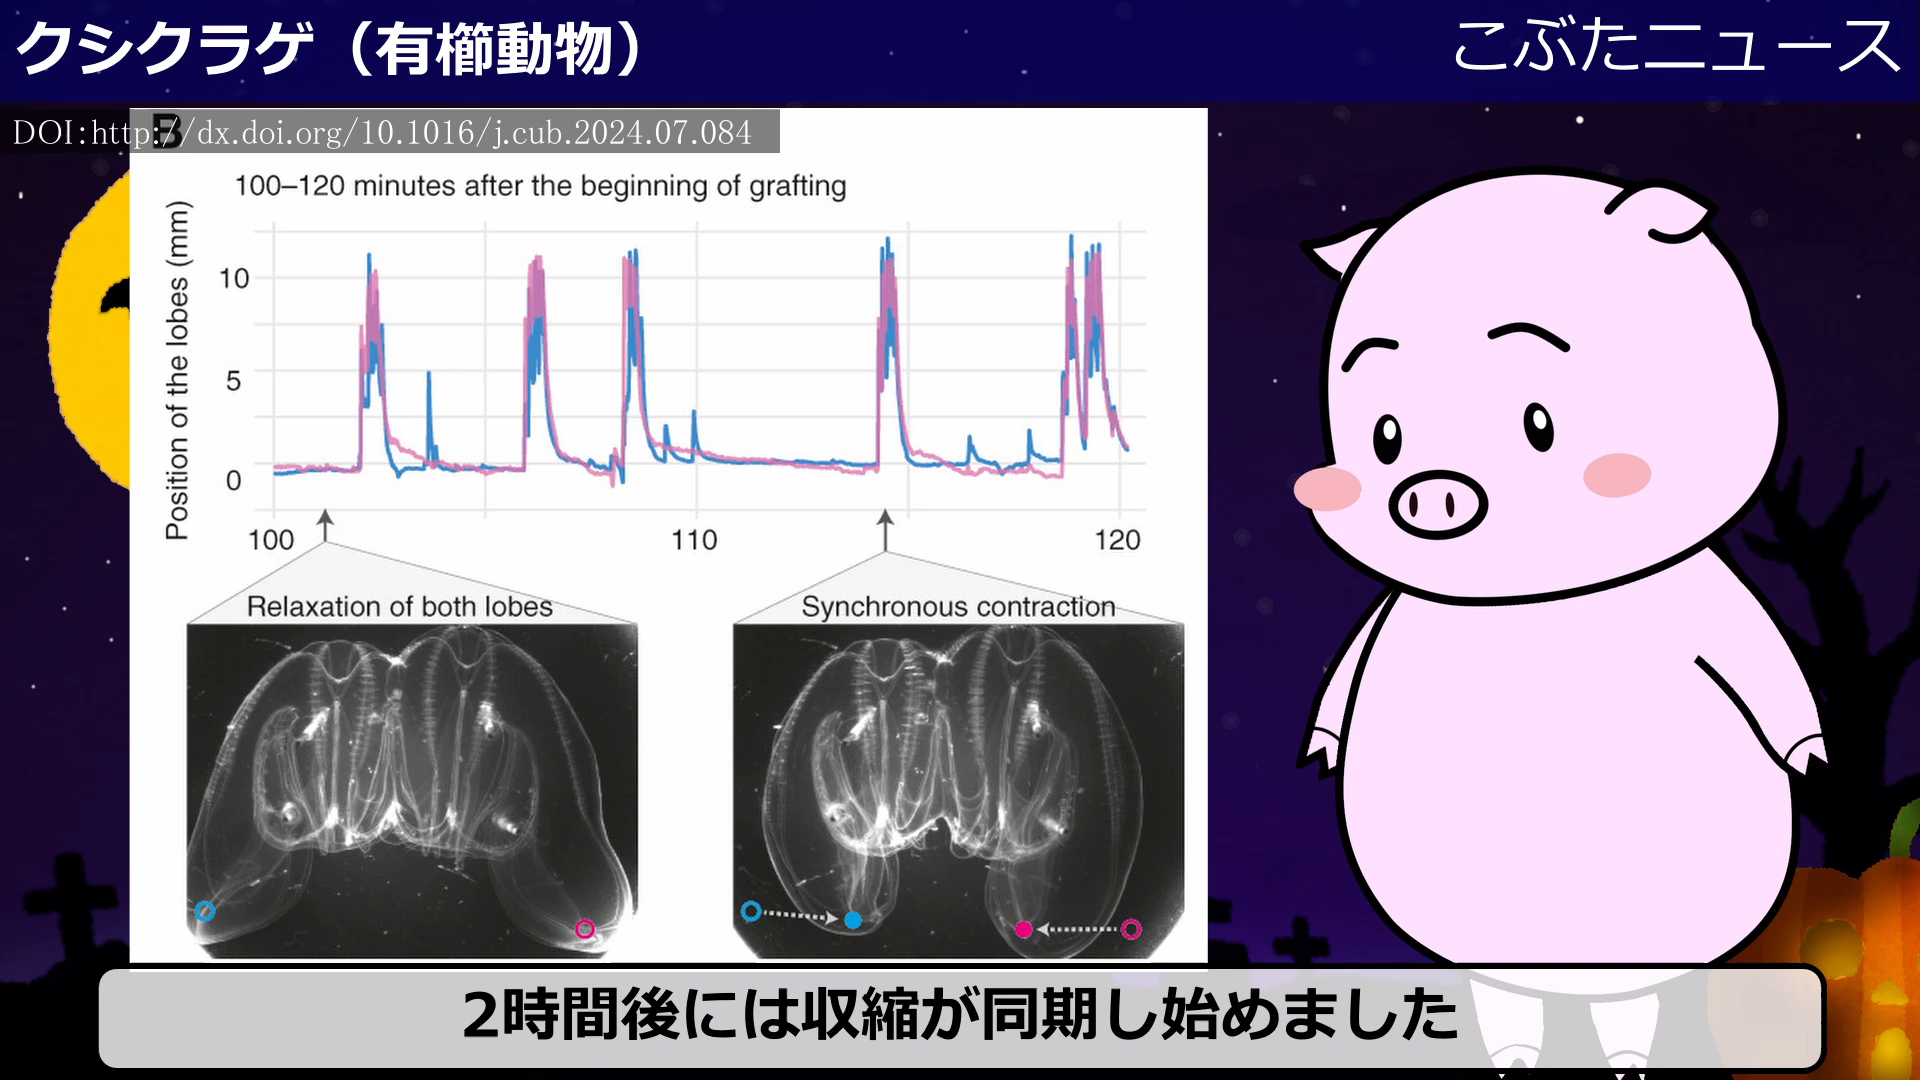 クシクラゲ（有櫛動物）
こぶたニュース
B
DOI:http://dx.doi.org/10.1016/j.cub.2024.07.084
100–120 minutes after the beginning of grafting
Position of the lobes (mm)
10
5
0
100
110
120
Relaxation of both lobes
Synchronous contraction
2時間後には収縮が同期し始めました